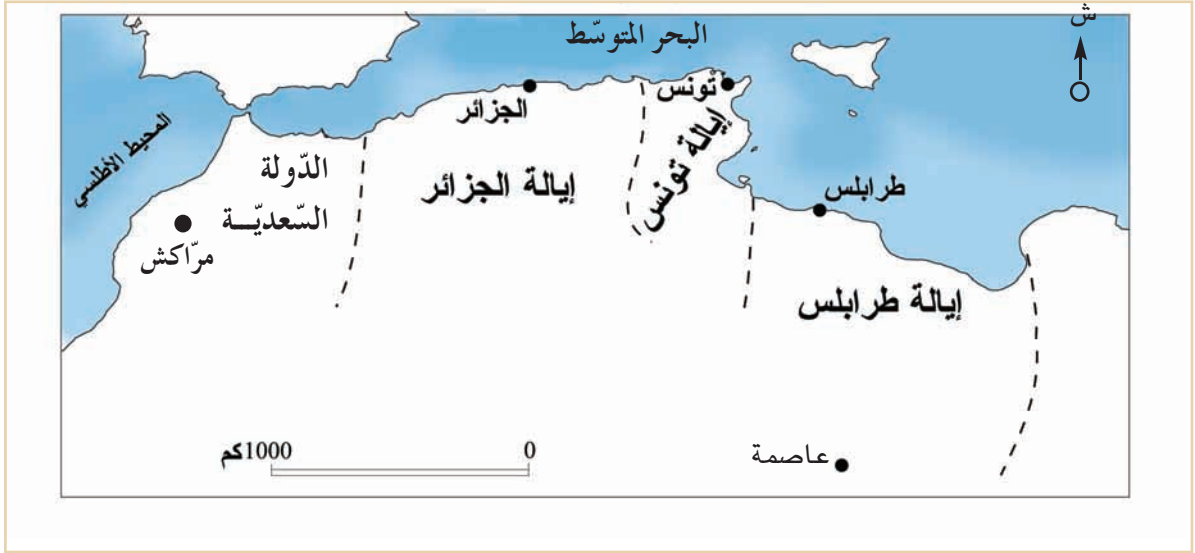 ش
البحر المتوسّط
تونس
الجزائر
إيالة تونس
المحيط الأطلسي
الدّولة
السّعديّـــة
إيالة الجزائر
طرابلس
مرّاكش
إيالة طرابلس
1000كم
0
عاصمة